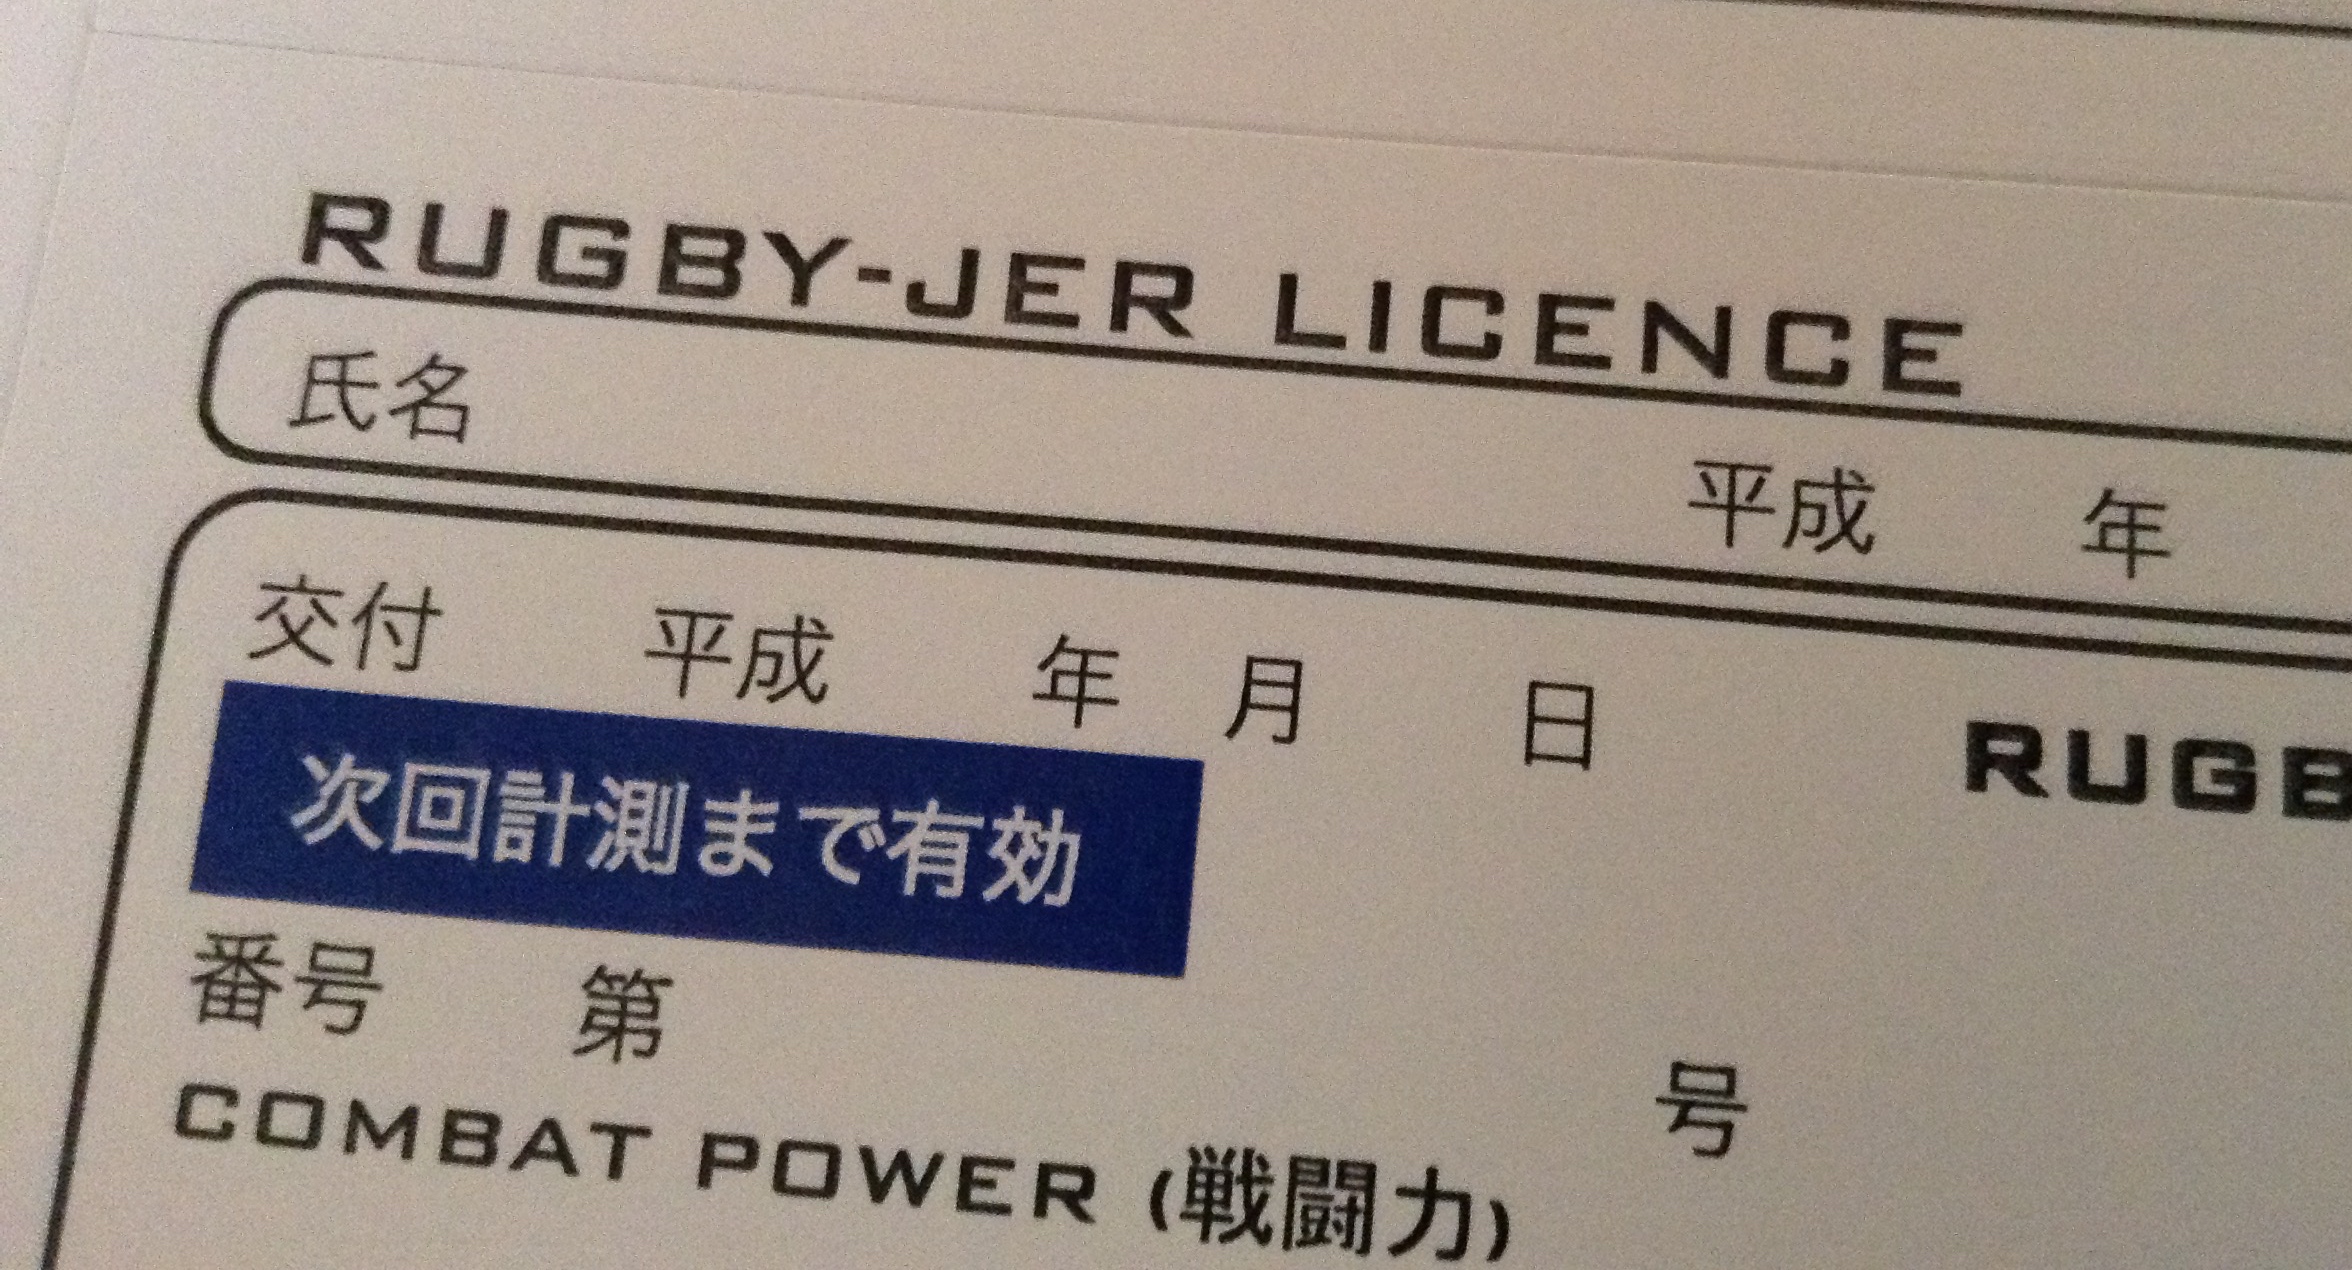 RUGBY-JER LICENCE
氏名 平成 年
交付 平成 年 月 日
次回計測まで有効
RUGB
番号 第 号
COMBAT POWER (戦闘力)